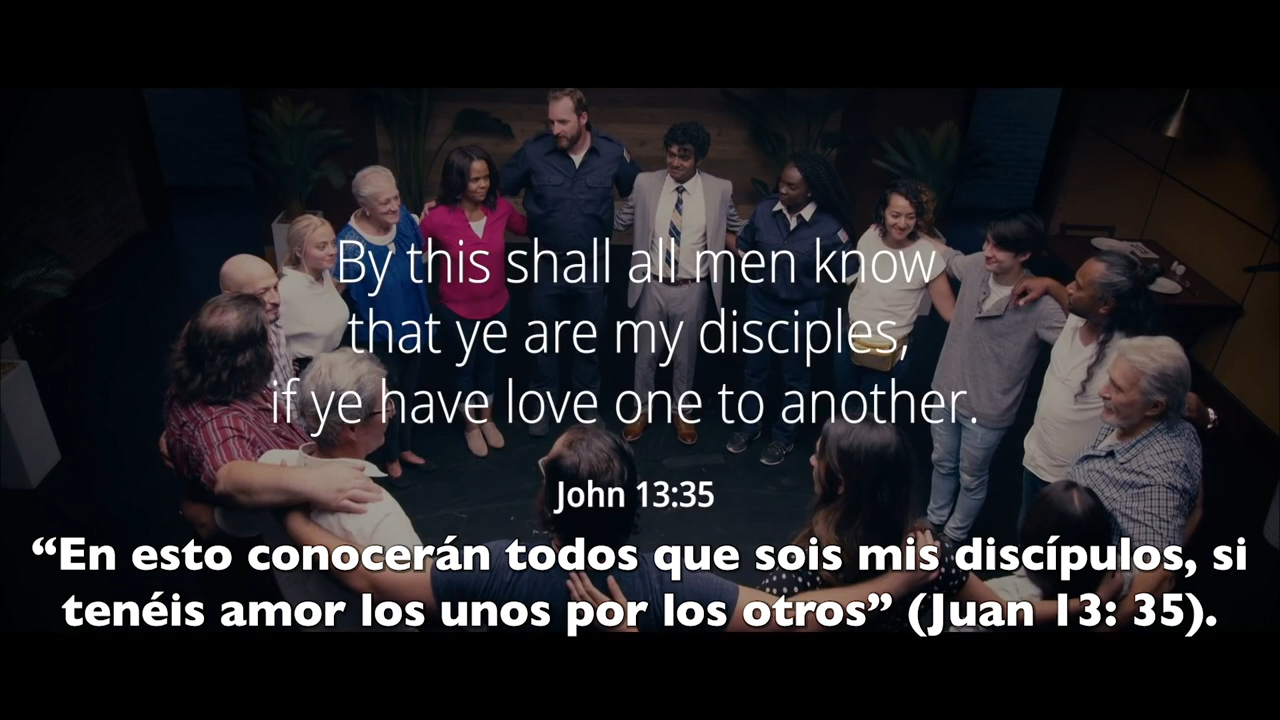 By this shall all men know
that ye are my disciples,
if ye have love one to another.
John 13:35
“En esto conocerán todos que sois mis discípulos, si
tenéis amor los unos por los otros” (Juan 13: 35).